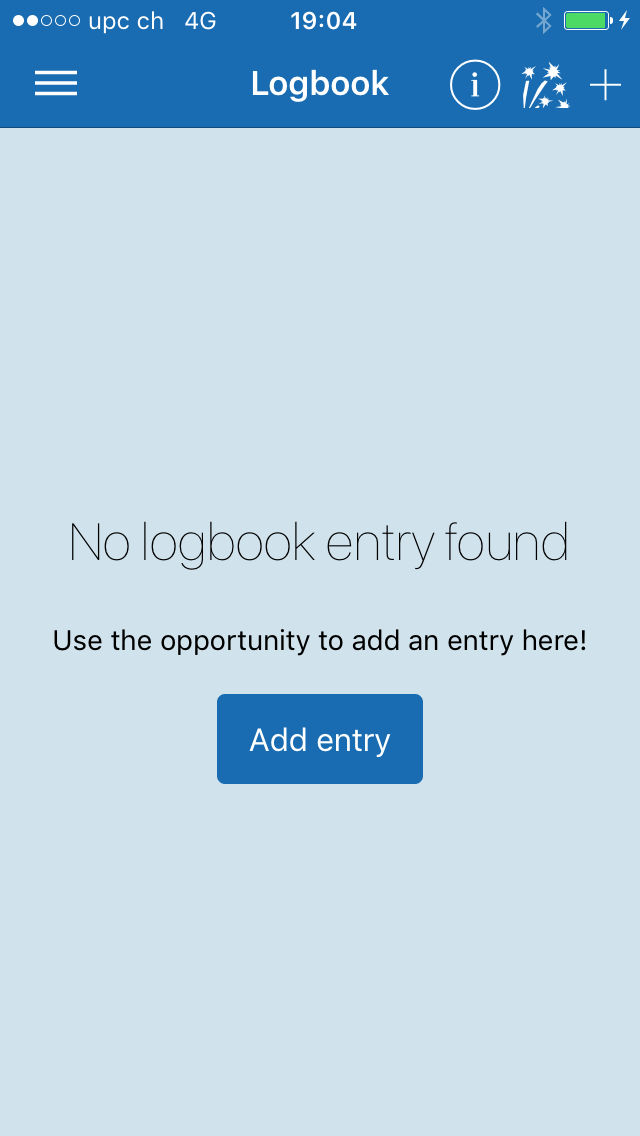 upc ch 4G 19:04
Logbook i
No logbook entry found
Use the opportunity to add an entry here!
Add entry